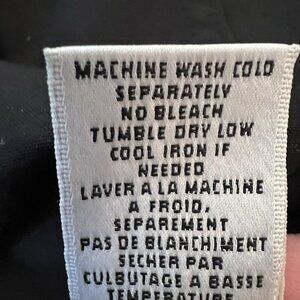 MACHINE WASH COLD
SEPARATELY
NO BLEACH
TUMBLE DRY LOW
COOL IRON IF
NEEDED
LAVER A LA MACHINE
A FROID.
SEPAREMENT
PAS DE BLANCHIMENT
SECHER PAR
CULBUTAGE A BASSE
TEMPERATURE